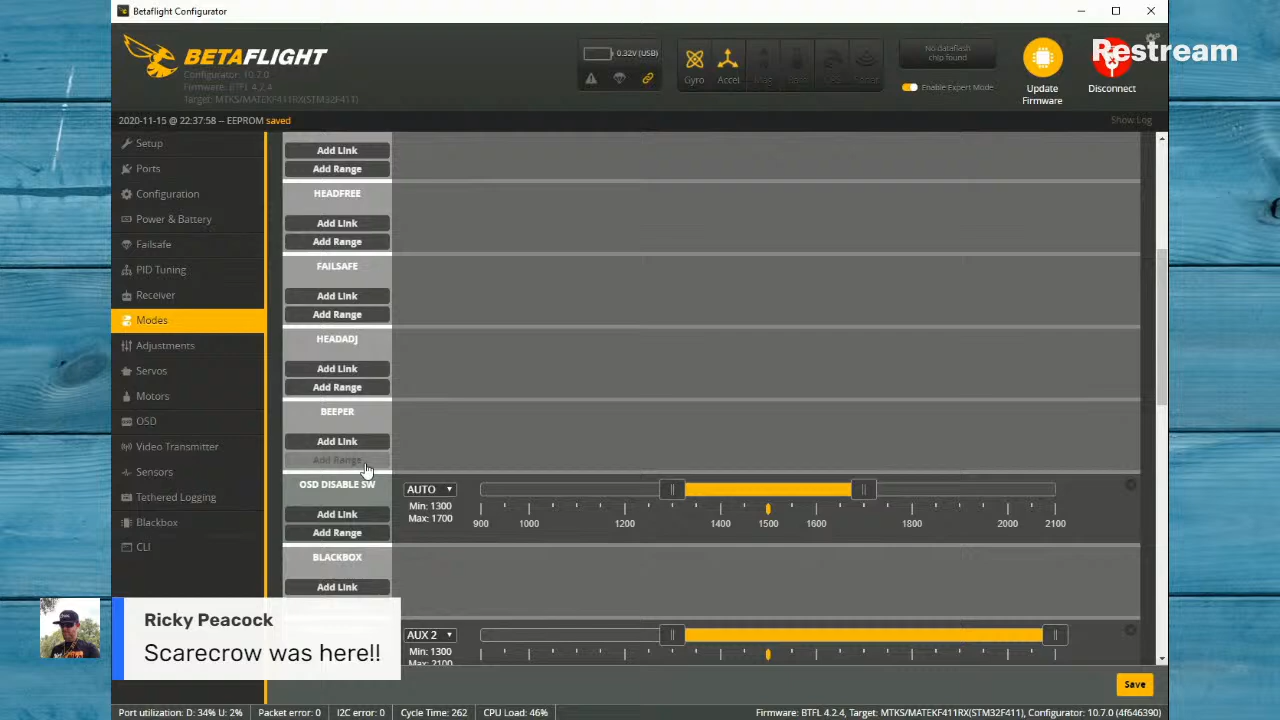 Betaflight Configurator
BETAFLIGHT
Configurator: 10.7.0
Firmware: BTFL 4.2.4
Target: MTKS/MATEKF411RX(STM32F411)
0.32V (USB)
Gyro
Accel
Mag
Baro
GPS
Sonar
No dataflash
chip found
Enable Expert Mode
Update
Firmware
Disconnect
Restream
2020-11-15 @ 22:37:58 -- EEPROM saved
Show Log
Setup
Ports
Configuration
Power & Battery
Failsafe
PID Tuning
Receiver
Modes
Adjustments
Servos
Motors
OSD
Video Transmitter
Sensors
Tethered Logging
Blackbox
CLI
Add Link
Add Range
HEADFREE
Add Link
Add Range
FAILSAFE
Add Link
Add Range
HEADADJ
Add Link
Add Range
BEEPER
Add Link
Add Range
OSD DISABLE SW
Add Link
Add Range
AUTO
Min: 1300
Max: 1700
900 1000 1200 1400 1500 1600 1800 2000 2100
BLACKBOX
Add Link
AUX 2
Min: 1300
Max: 2100
Ricky Peacock
Scarecrow was here!!
Save
Port utilization: D: 34% U: 2%
Packet error: 0
I2C error: 0
Cycle Time: 262
CPU Load: 46%
Firmware: BTFL 4.2.4, Target: MTKS/MATEKF411RX(STM32F411), Configurator: 10.7.0 (4f646390)